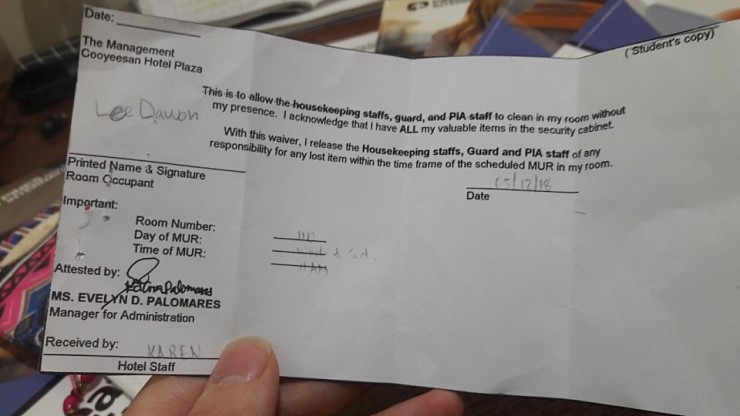 Date:
(Student's copy)
The Management
Cooyeesan Hotel Plaza
This is to allow the housekeeping staffs, guard, and PIA staff to clean in my room without
my presence. I acknowledge that I have ALL my valuable items in the security cabinet.
With this waiver, I release the Housekeeping staffs, Guard and PIA staff of any
responsibility for any lost item within the time frame of the scheduled MUR in my room.
Lee Dawon
Printed Name & Signature
Room Occupant
Date
Important:
Room Number:
Day of MUR:
Time of MUR:
Attested by:
MS. EVELYN D. PALOMARES
Manager for Administration
Received by: KAREN
Hotel Staff